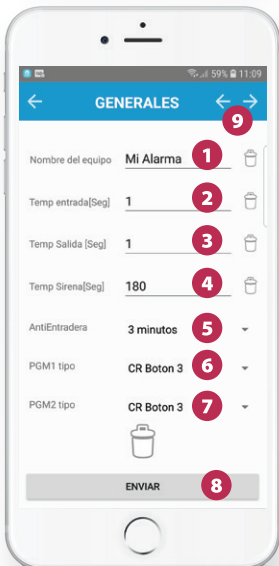 59% 11:09
GENERALES
9
Nombre del equipo Mi Alarma 1
Temp entrada[Seg] 1 2
Temp Salida [Seg] 1 3
Temp Sirena[Seg] 180 4
AntiEntradera 3 minutos 5
PGM1 tipo CR Boton 3 6
PGM2 tipo CR Boton 3 7
ENVIAR 8